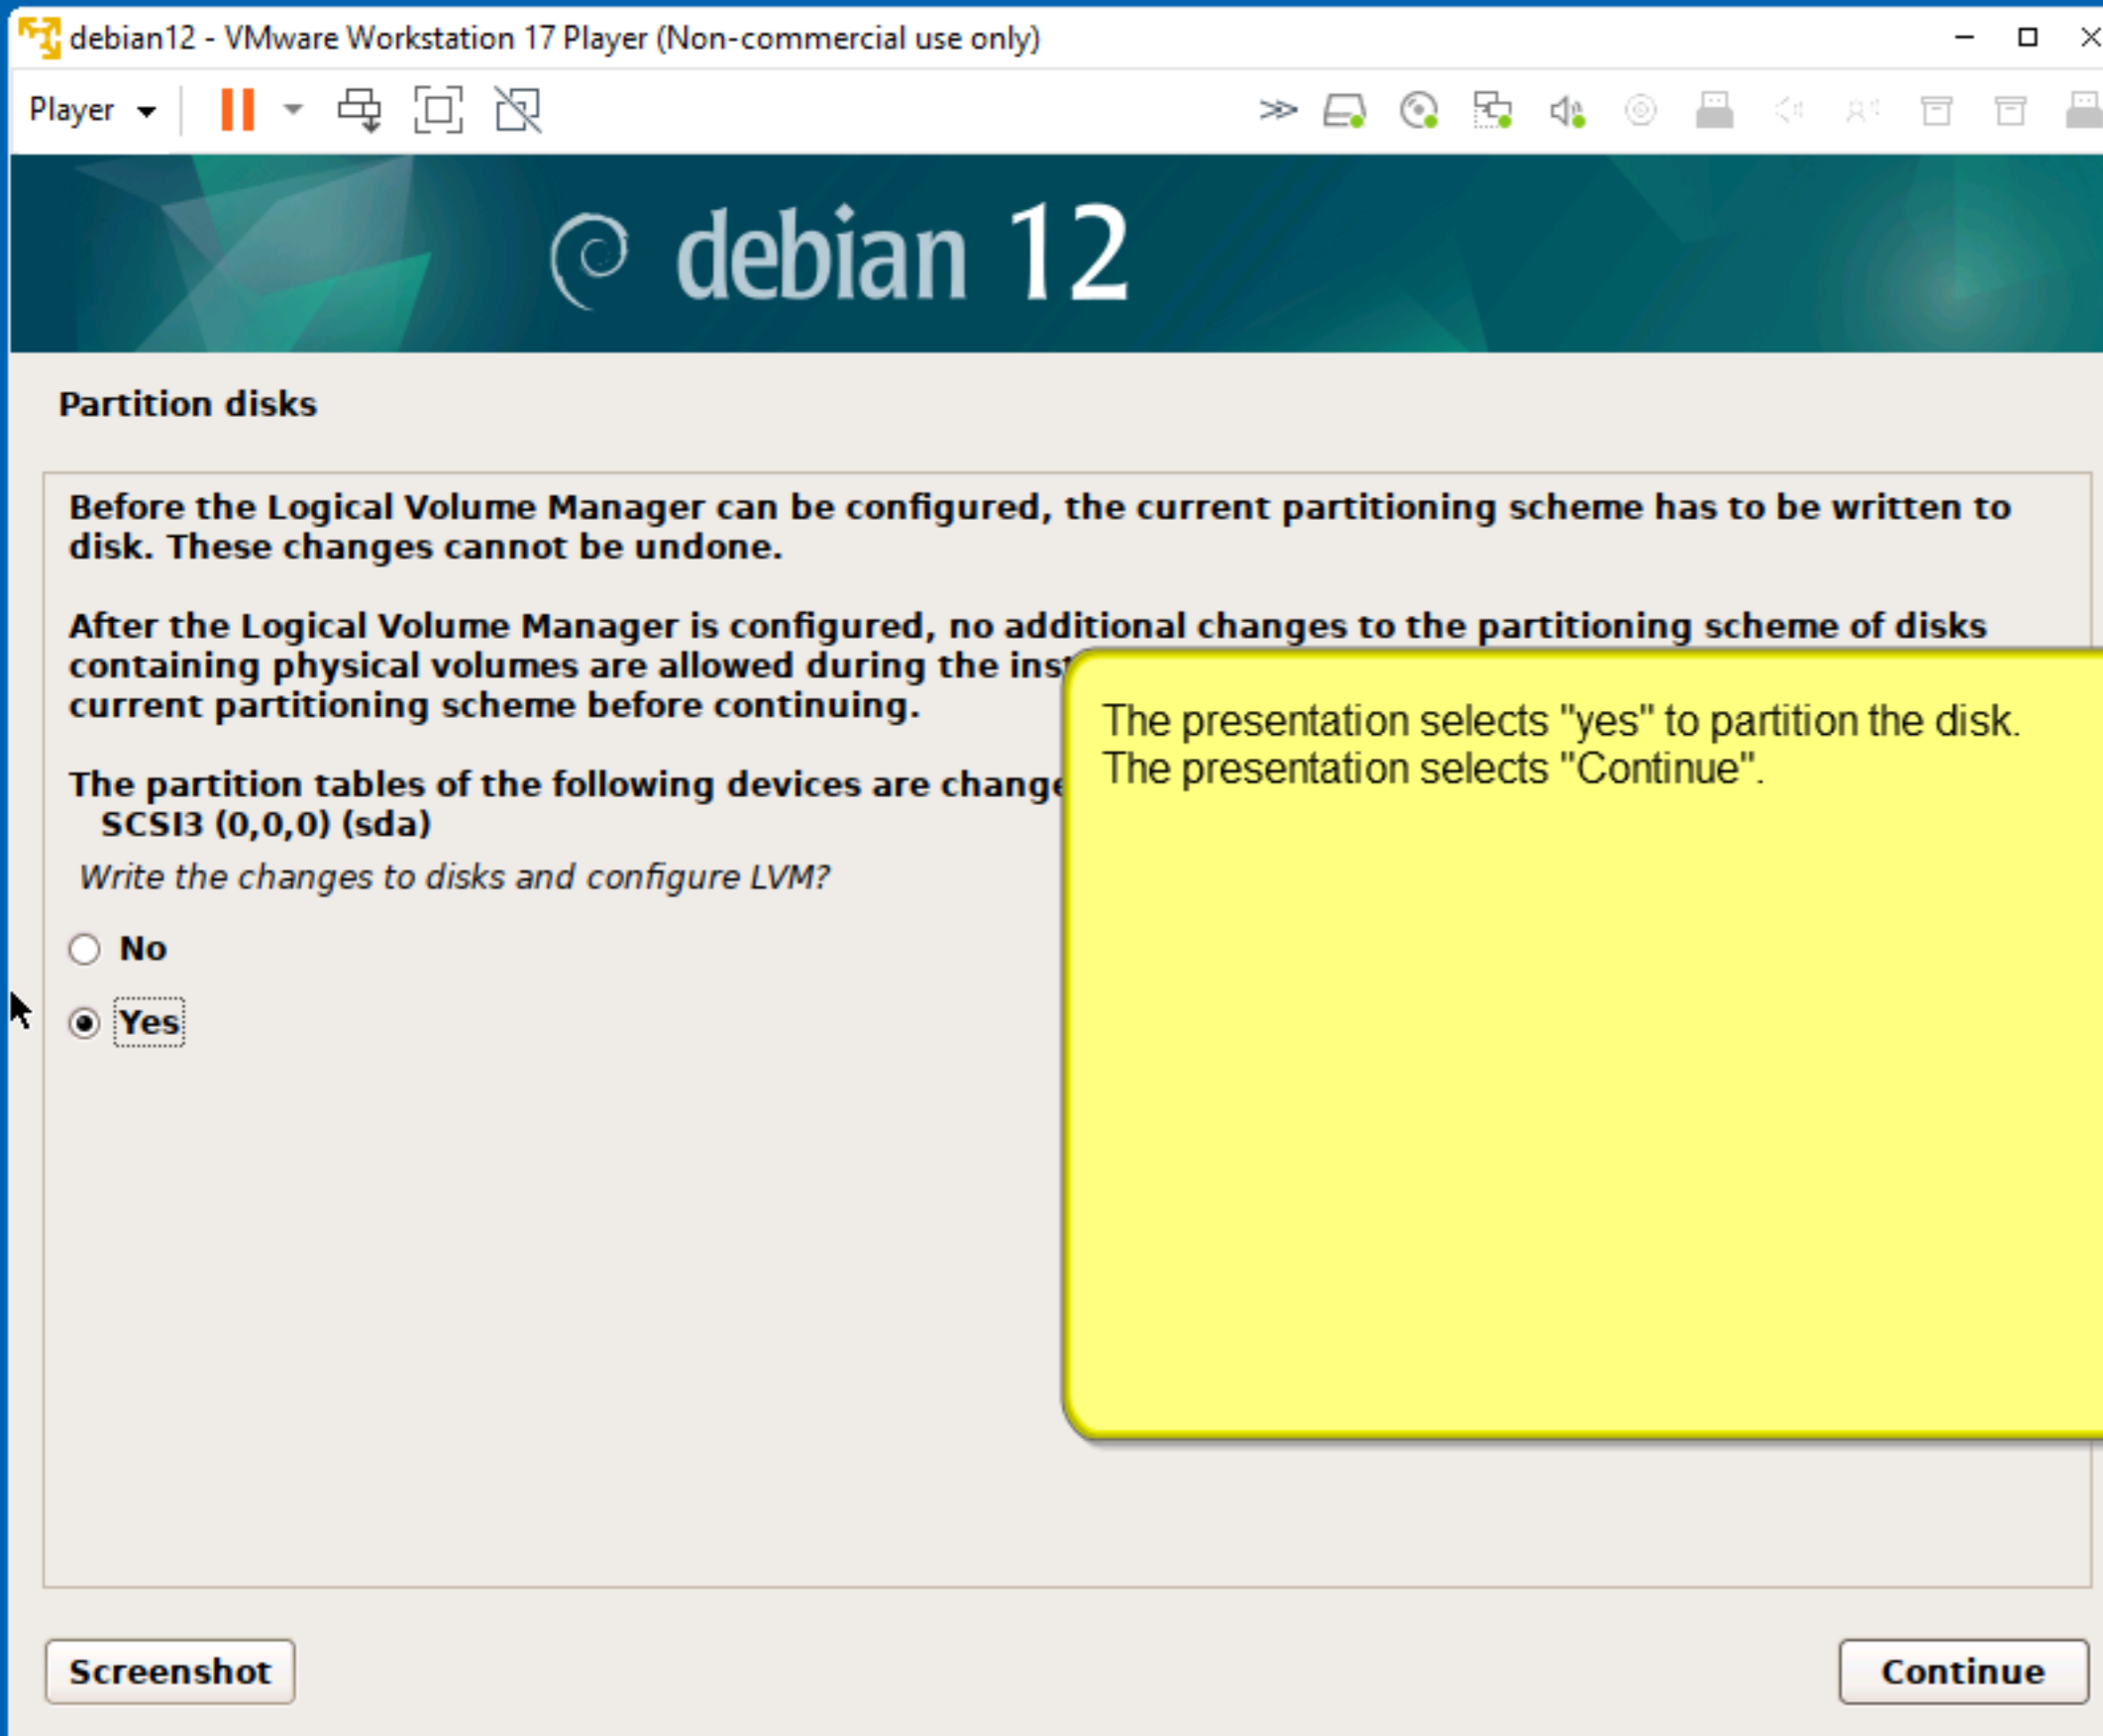 debian12 - VMware Workstation 17 Player (Non-commercial use only)
Player
debian 12
Partition disks
Before the Logical Volume Manager can be configured, the current partitioning scheme has to be written to
disk. These changes cannot be undone.
After the Logical Volume Manager is configured, no additional changes to the partitioning scheme of disks
containing physical volumes are allowed during the
current partitioning scheme before continuing.
The partition tables of the following devices are
SCSI3 (0,0,0) (sda)
Write the changes to disks and configure LVM?
No
Yes
The presentation selects "yes" to partition the disk.
The presentation selects "Continue".
Screenshot
Continue